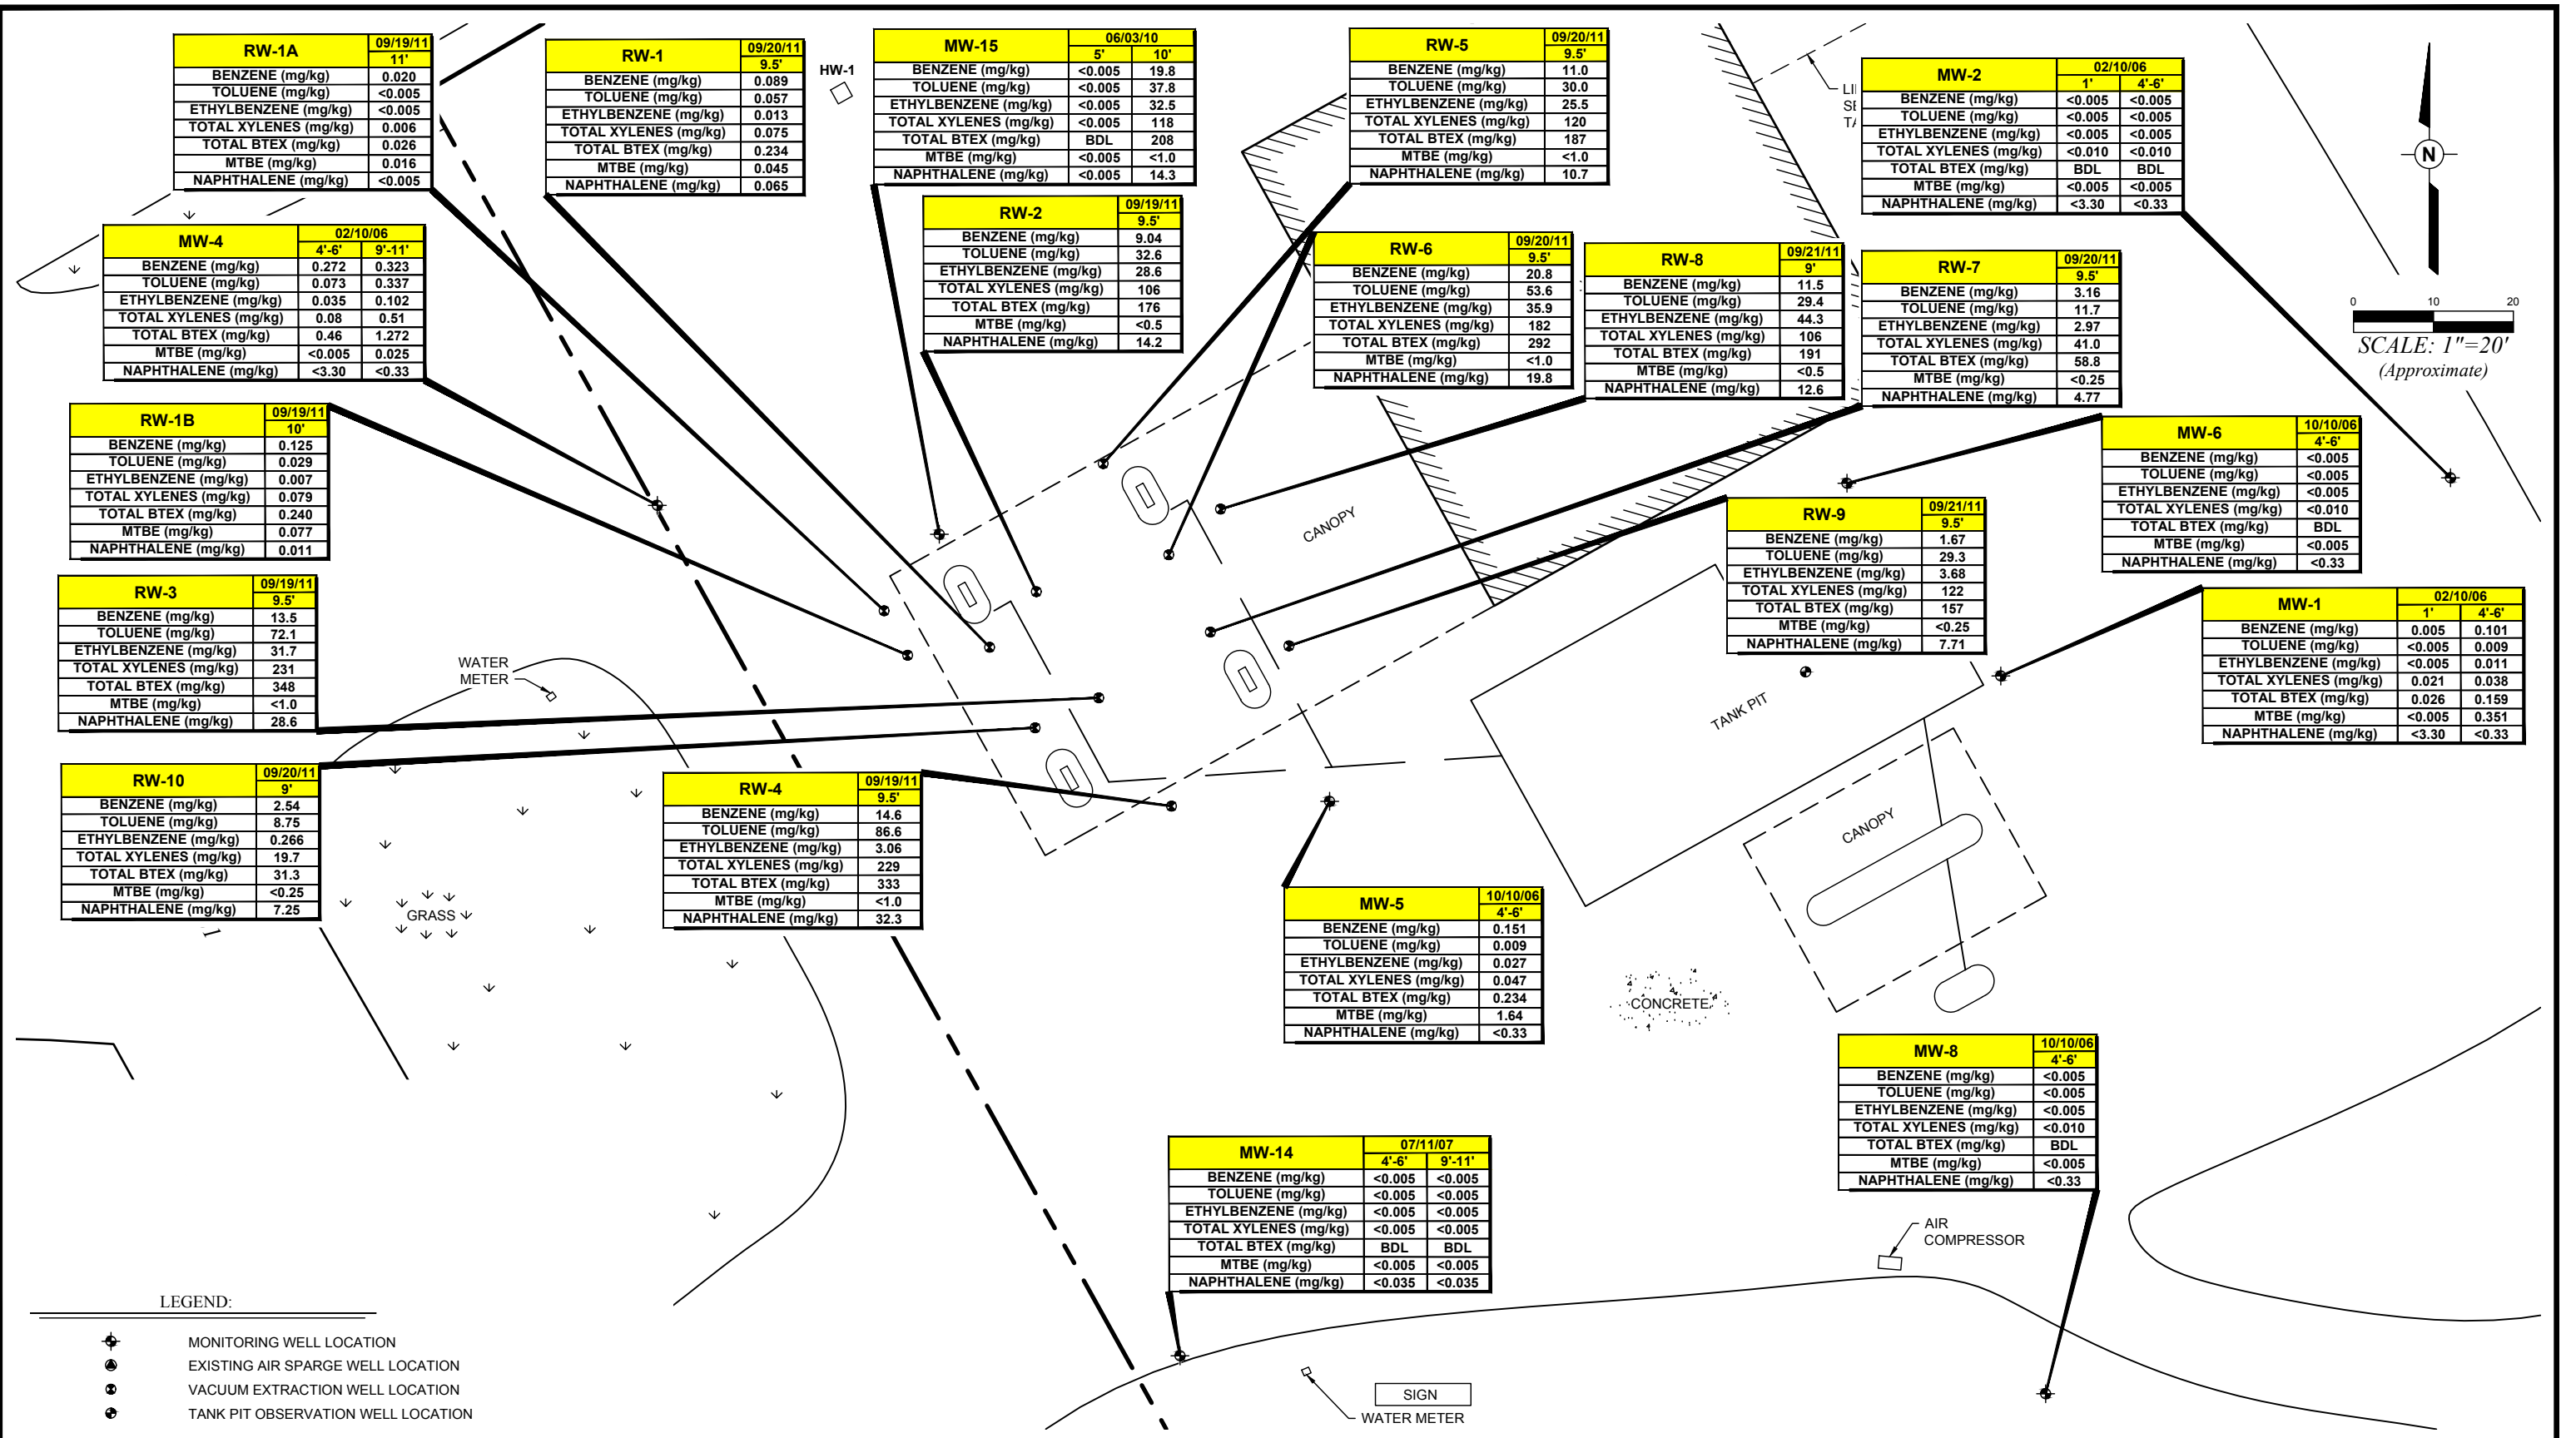 RW-1A 09/19/11
11'
BENZENE (mg/kg) 0.020
TOLUENE (mg/kg) <0.005
ETHYLBENZENE (mg/kg) <0.005
TOTAL XYLENES (mg/kg) 0.006
TOTAL BTEX (mg/kg) 0.026
MTBE (mg/kg) 0.016
NAPHTHALENE (mg/kg) <0.005
RW-1 09/20/11
9.5'
BENZENE (mg/kg) 0.089
TOLUENE (mg/kg) 0.057
ETHYLBENZENE (mg/kg) 0.013
TOTAL XYLENES (mg/kg) 0.075
TOTAL BTEX (mg/kg) 0.234
MTBE (mg/kg) 0.045
NAPHTHALENE (mg/kg) 0.065
HW-1
MW-15 06/03/10
5' 10'
BENZENE (mg/kg) <0.005 19.8
TOLUENE (mg/kg) <0.005 37.8
ETHYLBENZENE (mg/kg) <0.005 32.5
TOTAL XYLENES (mg/kg) <0.005 118
TOTAL BTEX (mg/kg) BDL 208
MTBE (mg/kg) <0.005 <1.0
NAPHTHALENE (mg/kg) <0.005 14.3
RW-5 09/20/11
9.5'
BENZENE (mg/kg) 11.0
TOLUENE (mg/kg) 30.0
ETHYLBENZENE (mg/kg) 25.5
TOTAL XYLENES (mg/kg) 120
TOTAL BTEX (mg/kg) 187
MTBE (mg/kg) <1.0
NAPHTHALENE (mg/kg) 10.7
MW-2 02/10/06
1' 4'-6'
BENZENE (mg/kg) <0.005 <0.005
TOLUENE (mg/kg) <0.005 <0.005
ETHYLBENZENE (mg/kg) <0.005 <0.005
TOTAL XYLENES (mg/kg) <0.010 <0.010
TOTAL BTEX (mg/kg) BDL BDL
MTBE (mg/kg) <0.005 <0.005
NAPHTHALENE (mg/kg) <3.30 <0.33
N
0 10 20
SCALE: 1"=20'
(Approximate)
MW-4 02/10/06
4'-6' 9'-11'
BENZENE (mg/kg) 0.272 0.323
TOLUENE (mg/kg) 0.073 0.337
ETHYLBENZENE (mg/kg) 0.035 0.102
TOTAL XYLENES (mg/kg) 0.08 0.51
TOTAL BTEX (mg/kg) 0.46 1.272
MTBE (mg/kg) <0.005 0.025
NAPHTHALENE (mg/kg) <3.30 <0.33
RW-2 09/19/11
9.5'
BENZENE (mg/kg) 9.04
TOLUENE (mg/kg) 32.6
ETHYLBENZENE (mg/kg) 28.6
TOTAL XYLENES (mg/kg) 106
TOTAL BTEX (mg/kg) 176
MTBE (mg/kg) <0.5
NAPHTHALENE (mg/kg) 14.2
RW-6 09/20/11
9.5'
BENZENE (mg/kg) 20.8
TOLUENE (mg/kg) 53.6
ETHYLBENZENE (mg/kg) 35.9
TOTAL XYLENES (mg/kg) 182
TOTAL BTEX (mg/kg) 292
MTBE (mg/kg) <1.0
NAPHTHALENE (mg/kg) 19.8
RW-8 09/21/11
9'
BENZENE (mg/kg) 11.5
TOLUENE (mg/kg) 29.4
ETHYLBENZENE (mg/kg) 44.3
TOTAL XYLENES (mg/kg) 106
TOTAL BTEX (mg/kg) 191
MTBE (mg/kg) <0.5
NAPHTHALENE (mg/kg) 12.6
RW-7 09/20/11
9.5'
BENZENE (mg/kg) 3.16
TOLUENE (mg/kg) 11.7
ETHYLBENZENE (mg/kg) 2.97
TOTAL XYLENES (mg/kg) 41.0
TOTAL BTEX (mg/kg) 58.8
MTBE (mg/kg) <0.25
NAPHTHALENE (mg/kg) 4.77
RW-1B 09/19/11
10'
BENZENE (mg/kg) 0.125
TOLUENE (mg/kg) 0.029
ETHYLBENZENE (mg/kg) 0.007
TOTAL XYLENES (mg/kg) 0.079
TOTAL BTEX (mg/kg) 0.240
MTBE (mg/kg) 0.077
NAPHTHALENE (mg/kg) 0.011
MW-6 10/10/06
4'-6'
BENZENE (mg/kg) <0.005
TOLUENE (mg/kg) <0.005
ETHYLBENZENE (mg/kg) <0.005
TOTAL XYLENES (mg/kg) <0.010
TOTAL BTEX (mg/kg) BDL
MTBE (mg/kg) <0.005
NAPHTHALENE (mg/kg) <0.33
CANOPY
RW-9 09/21/11
9.5'
BENZENE (mg/kg) 1.67
TOLUENE (mg/kg) 29.3
ETHYLBENZENE (mg/kg) 3.68
TOTAL XYLENES (mg/kg) 122
TOTAL BTEX (mg/kg) 157
MTBE (mg/kg) <0.25
NAPHTHALENE (mg/kg) 7.71
RW-3 09/19/11
9.5'
BENZENE (mg/kg) 13.5
TOLUENE (mg/kg) 72.1
ETHYLBENZENE (mg/kg) 31.7
TOTAL XYLENES (mg/kg) 231
TOTAL BTEX (mg/kg) 348
MTBE (mg/kg) <1.0
NAPHTHALENE (mg/kg) 28.6
WATER
METER
TANK PIT
MW-1 02/10/06
1' 4'-6'
BENZENE (mg/kg) 0.005 0.101
TOLUENE (mg/kg) <0.005 0.009
ETHYLBENZENE (mg/kg) <0.005 0.011
TOTAL XYLENES (mg/kg) 0.021 0.038
TOTAL BTEX (mg/kg) 0.026 0.159
MTBE (mg/kg) <0.005 0.351
NAPHTHALENE (mg/kg) <3.30 <0.33
RW-10 09/20/11
9'
BENZENE (mg/kg) 2.54
TOLUENE (mg/kg) 8.75
ETHYLBENZENE (mg/kg) 0.266
TOTAL XYLENES (mg/kg) 19.7
TOTAL BTEX (mg/kg) 31.3
MTBE (mg/kg) <0.25
NAPHTHALENE (mg/kg) 7.25
GRASS
RW-4 09/19/11
9.5'
BENZENE (mg/kg) 14.6
TOLUENE (mg/kg) 86.6
ETHYLBENZENE (mg/kg) 3.06
TOTAL XYLENES (mg/kg) 229
TOTAL BTEX (mg/kg) 333
MTBE (mg/kg) <1.0
NAPHTHALENE (mg/kg) 32.3
CANOPY
MW-5 10/10/06
4'-6'
BENZENE (mg/kg) 0.151
TOLUENE (mg/kg) 0.009
ETHYLBENZENE (mg/kg) 0.027
TOTAL XYLENES (mg/kg) 0.047
TOTAL BTEX (mg/kg) 0.234
MTBE (mg/kg) 1.64
NAPHTHALENE (mg/kg) <0.33
CONCRETE
MW-8 10/10/06
4'-6'
BENZENE (mg/kg) <0.005
TOLUENE (mg/kg) <0.005
ETHYLBENZENE (mg/kg) <0.005
TOTAL XYLENES (mg/kg) <0.010
TOTAL BTEX (mg/kg) BDL
MTBE (mg/kg) <0.005
NAPHTHALENE (mg/kg) <0.33
MW-14 07/11/07
4'-6' 9'-11'
BENZENE (mg/kg) <0.005 <0.005
TOLUENE (mg/kg) <0.005 <0.005
ETHYLBENZENE (mg/kg) <0.005 <0.005
TOTAL XYLENES (mg/kg) <0.005 <0.005
TOTAL BTEX (mg/kg) BDL BDL
MTBE (mg/kg) <0.005 <0.005
NAPHTHALENE (mg/kg) <0.035 <0.035
AIR
COMPRESSOR
SIGN
WATER METER
LEGEND:
MONITORING WELL LOCATION
EXISTING AIR SPARGE WELL LOCATION
VACUUM EXTRACTION WELL LOCATION
TANK PIT OBSERVATION WELL LOCATION